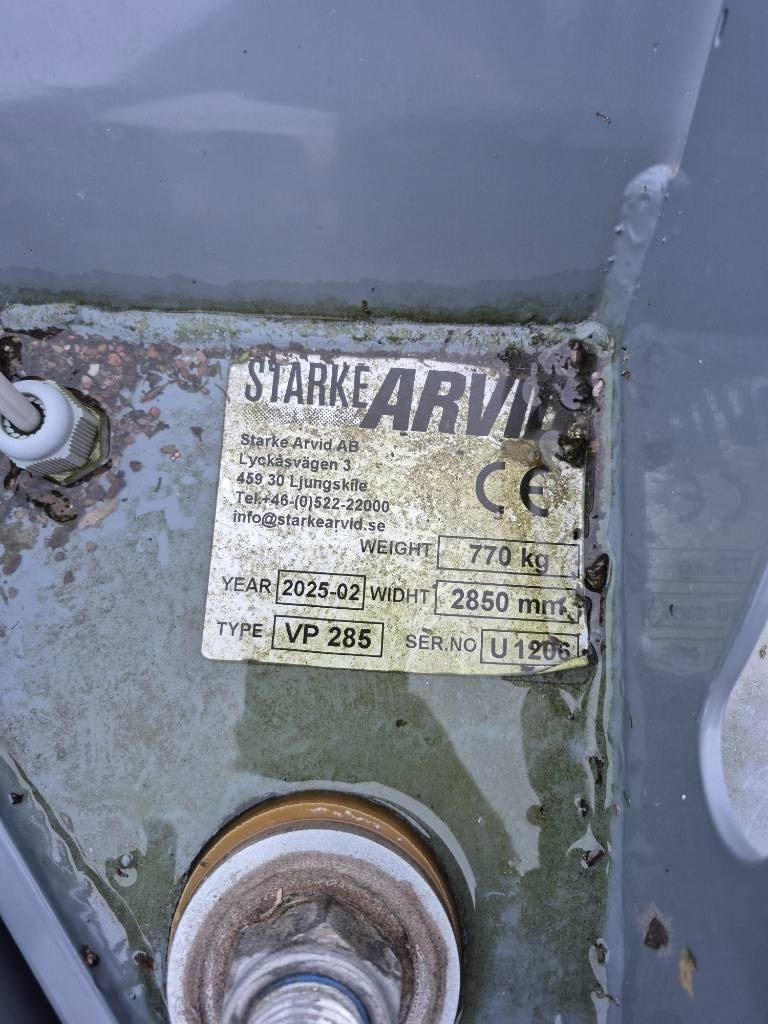 STARKE ARVID
Starke Arvid AB
Lyckåsvägen 3
459 30 Ljungskile
Tel:+46-(0)522-22000
info@starkearvid.se
CE
WEIGHT 770 kg
YEAR 2025-02 WIDHT 2850 mm
TYPE VP 285 SER.NO U 1206